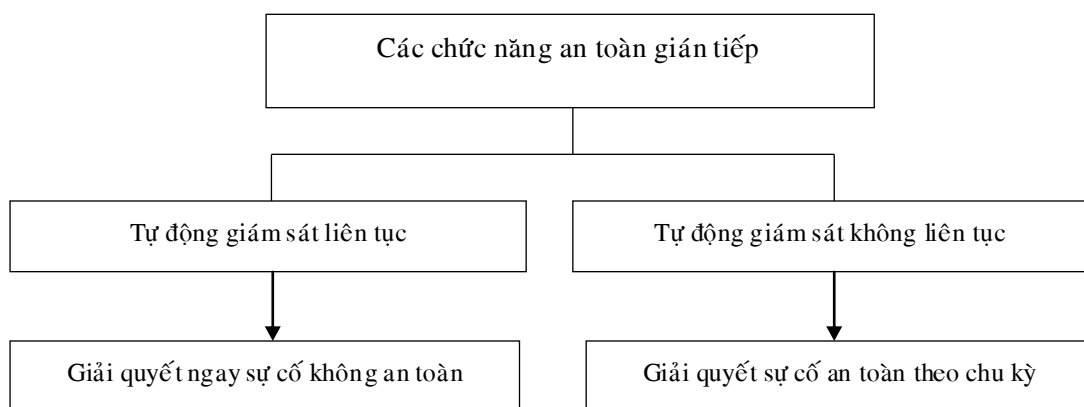 Các chức năng an toàn gián tiếp
Tự động giám sát liên tục
Tự động giám sát không liên tục
Giải quyết ngay sự cố không an toàn
Giải quyết sự cố an toàn theo chu kỳ